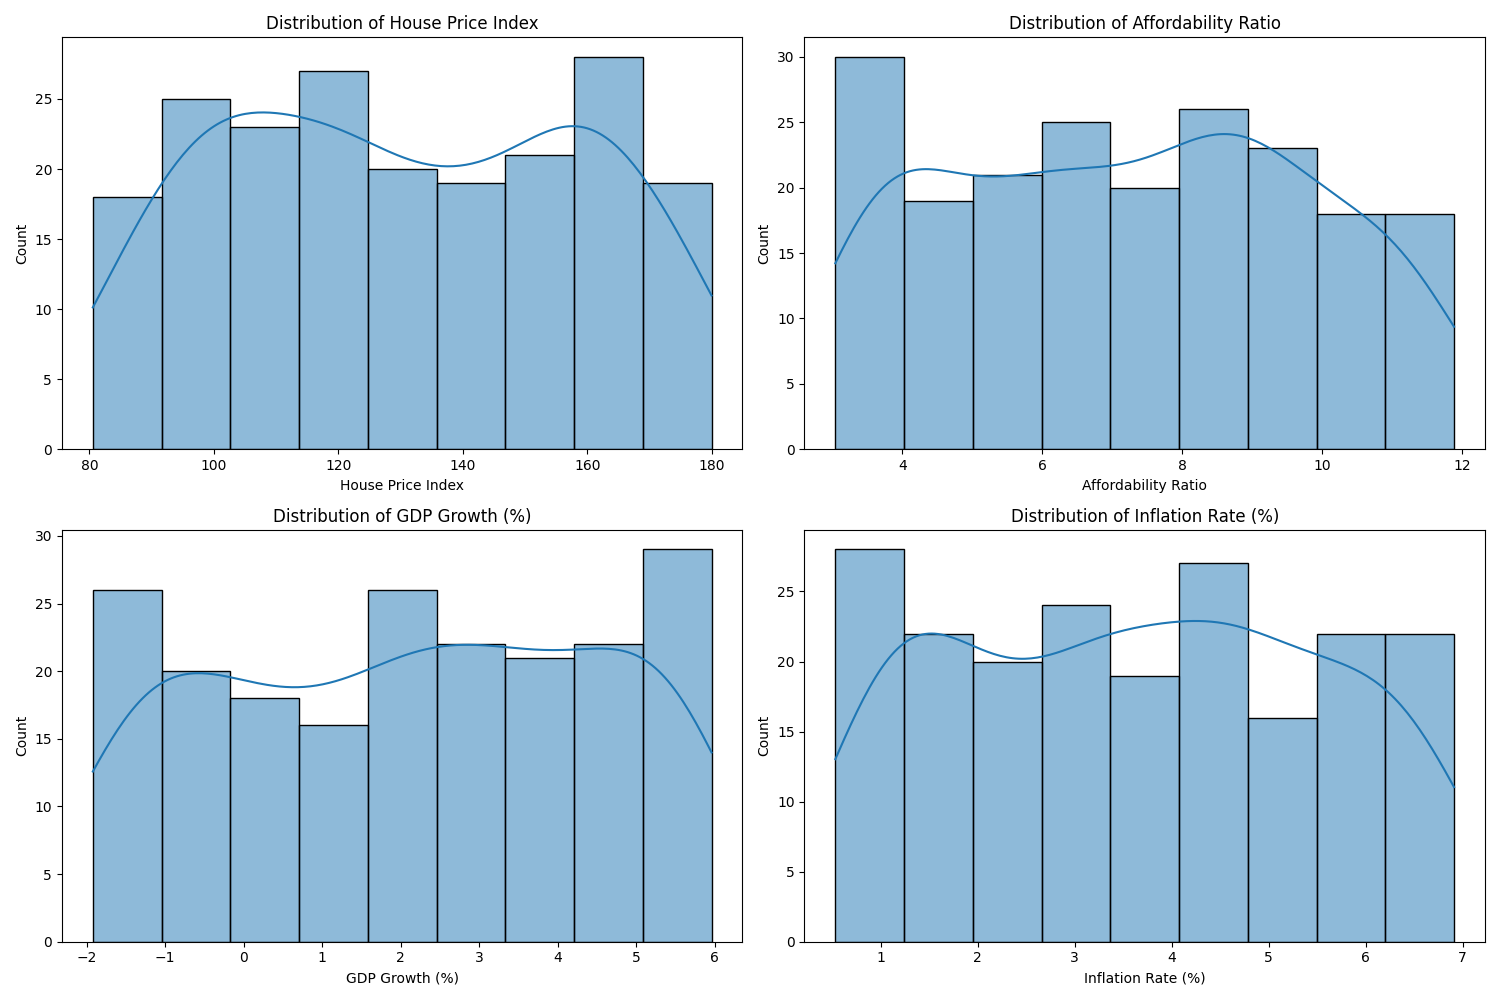 Distribution of House Price Index
Count
25
20
15
10
5
0
80 100 120 140 160 180
House Price Index
Distribution of Affordability Ratio
Count
30
25
20
15
10
5
0
4 6 8 10 12
Affordability Ratio
Distribution of GDP Growth (%)
Count
30
25
20
15
10
5
0
−2 −1 0 1 2 3 4 5 6
GDP Growth (%)
Distribution of Inflation Rate (%)
Count
25
20
15
10
5
0
1 2 3 4 5 6 7
Inflation Rate (%)